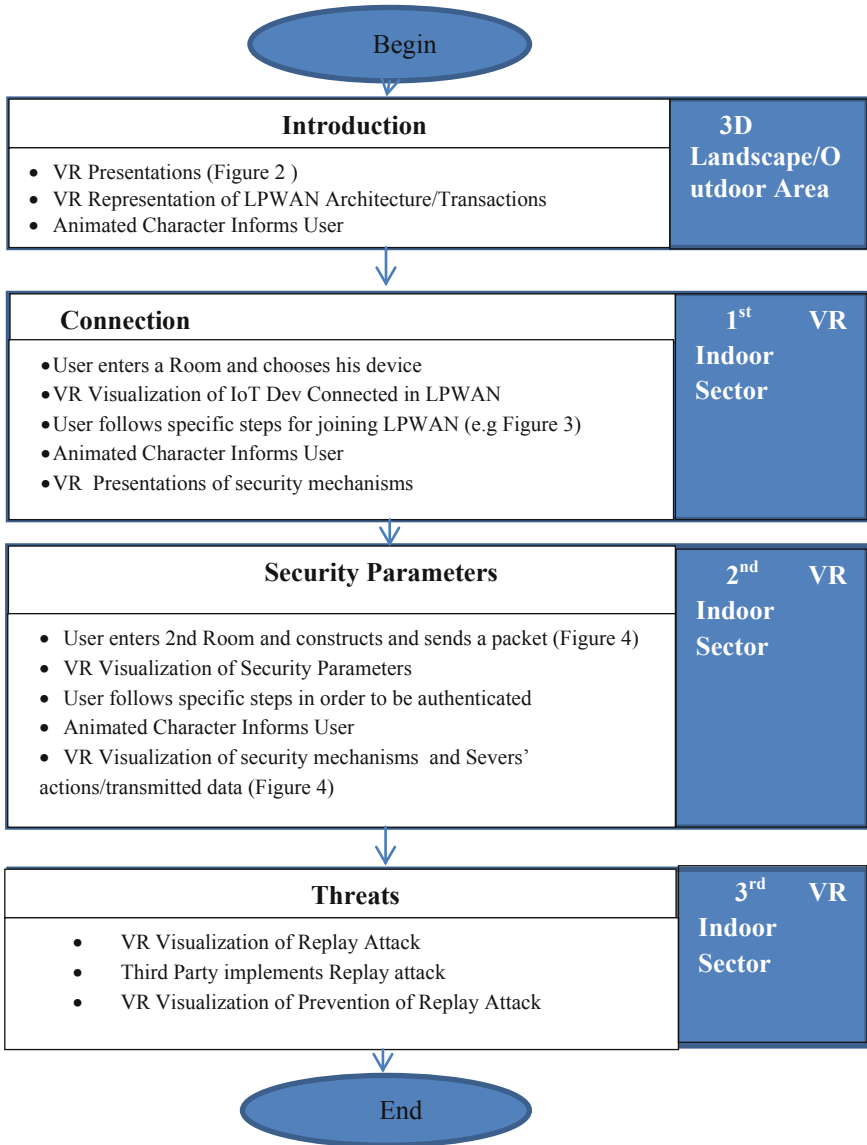 Begin
Introduction
• VR Presentations (Figure 2 )
• VR Representation of LPWAN Architecture/Transactions
• Animated Character Informs User
3D
Landscape/O
utdoor Area
Connection
• User enters a Room and chooses his device
• VR Visualization of IoT Dev Connected in LPWAN
• User follows specific steps for joining LPWAN (e.g Figure 3)
• Animated Character Informs User
• VR Presentations of security mechanisms
1st VR
Indoor
Sector
Security Parameters
• User enters 2nd Room and constructs and sends a packet (Figure 4)
• VR Visualization of Security Parameters
• User follows specific steps in order to be authenticated
• Animated Character Informs User
• VR Visualization of security mechanisms and Severs’
actions/transmitted data (Figure 4)
2nd VR
Indoor
Sector
Threats
• VR Visualization of Replay Attack
• Third Party implements Replay attack
• VR Visualization of Prevention of Replay Attack
3rd VR
Indoor
Sector
End